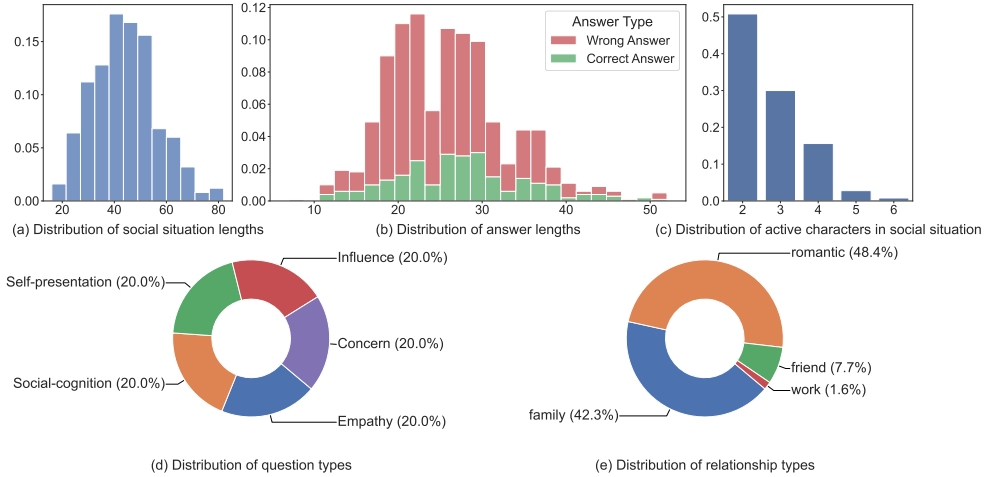 0.15
0.10
0.05
0.00
20 40 60 80
(a) Distribution of social situation lengths
0.12
0.10
0.08
0.06
0.04
0.02
0.00
10 20 30 40 50
Answer Type
Wrong Answer
Correct Answer
(b) Distribution of answer lengths
0.5
0.4
0.3
0.2
0.1
0.0
2 3 4 5 6
(c) Distribution of active characters in social situation
Influence (20.0%)
Self-presentation (20.0%)
Concern (20.0%)
Social-cognition (20.0%)
Empathy (20.0%)
(d) Distribution of question types
romantic (48.4%)
friend (7.7%)
work (1.6%)
family (42.3%)
(e) Distribution of relationship types